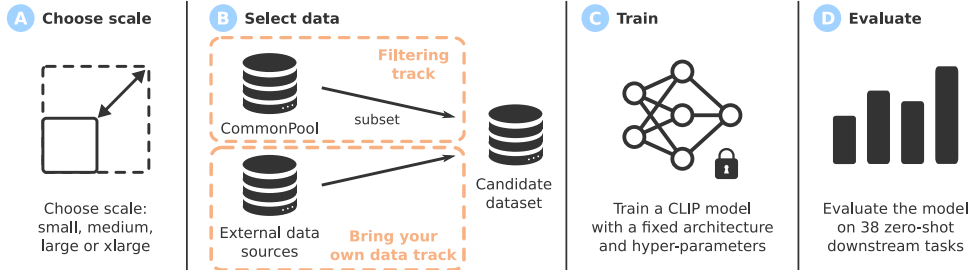 A Choose scale
Choose scale:
small, medium,
large or xlarge
B Select data
Filtering
track
CommonPool
subset
External data
sources
Bring your
own data track
Candidate
dataset
C Train
Train a CLIP model
with a fixed architecture
and hyper-parameters
D Evaluate
Evaluate the model
on 38 zero-shot
downstream tasks